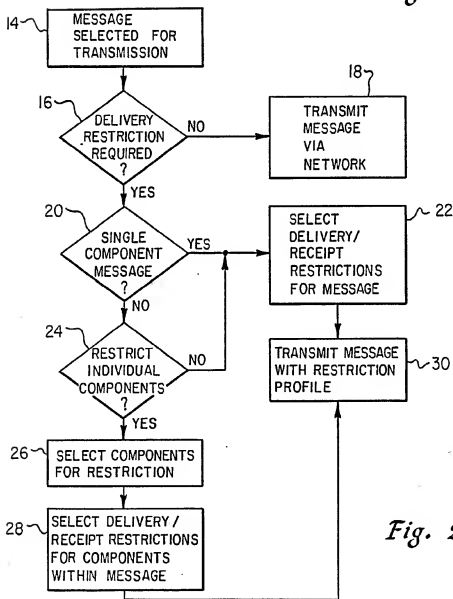 14
MESSAGE
SELECTED FOR
TRANSMISSION
16
DELIVERY
RESTRICTION
REQUIRED
?
NO
YES
18
TRANSMIT
MESSAGE
VIA
NETWORK
20
SINGLE
COMPONENT
MESSAGE
?
YES
NO
22
SELECT
DELIVERY/
RECEIPT
RESTRICTIONS
FOR MESSAGE
24
RESTRICT
INDIVIDUAL
COMPONENTS
?
NO
YES
TRANSMIT MESSAGE
WITH RESTRICTION
PROFILE
30
26
SELECT COMPONENTS
FOR RESTRICTION
28
SELECT DELIVERY/
RECEIPT RESTRICTIONS
FOR COMPONENTS
WITHIN MESSAGE
Fig.